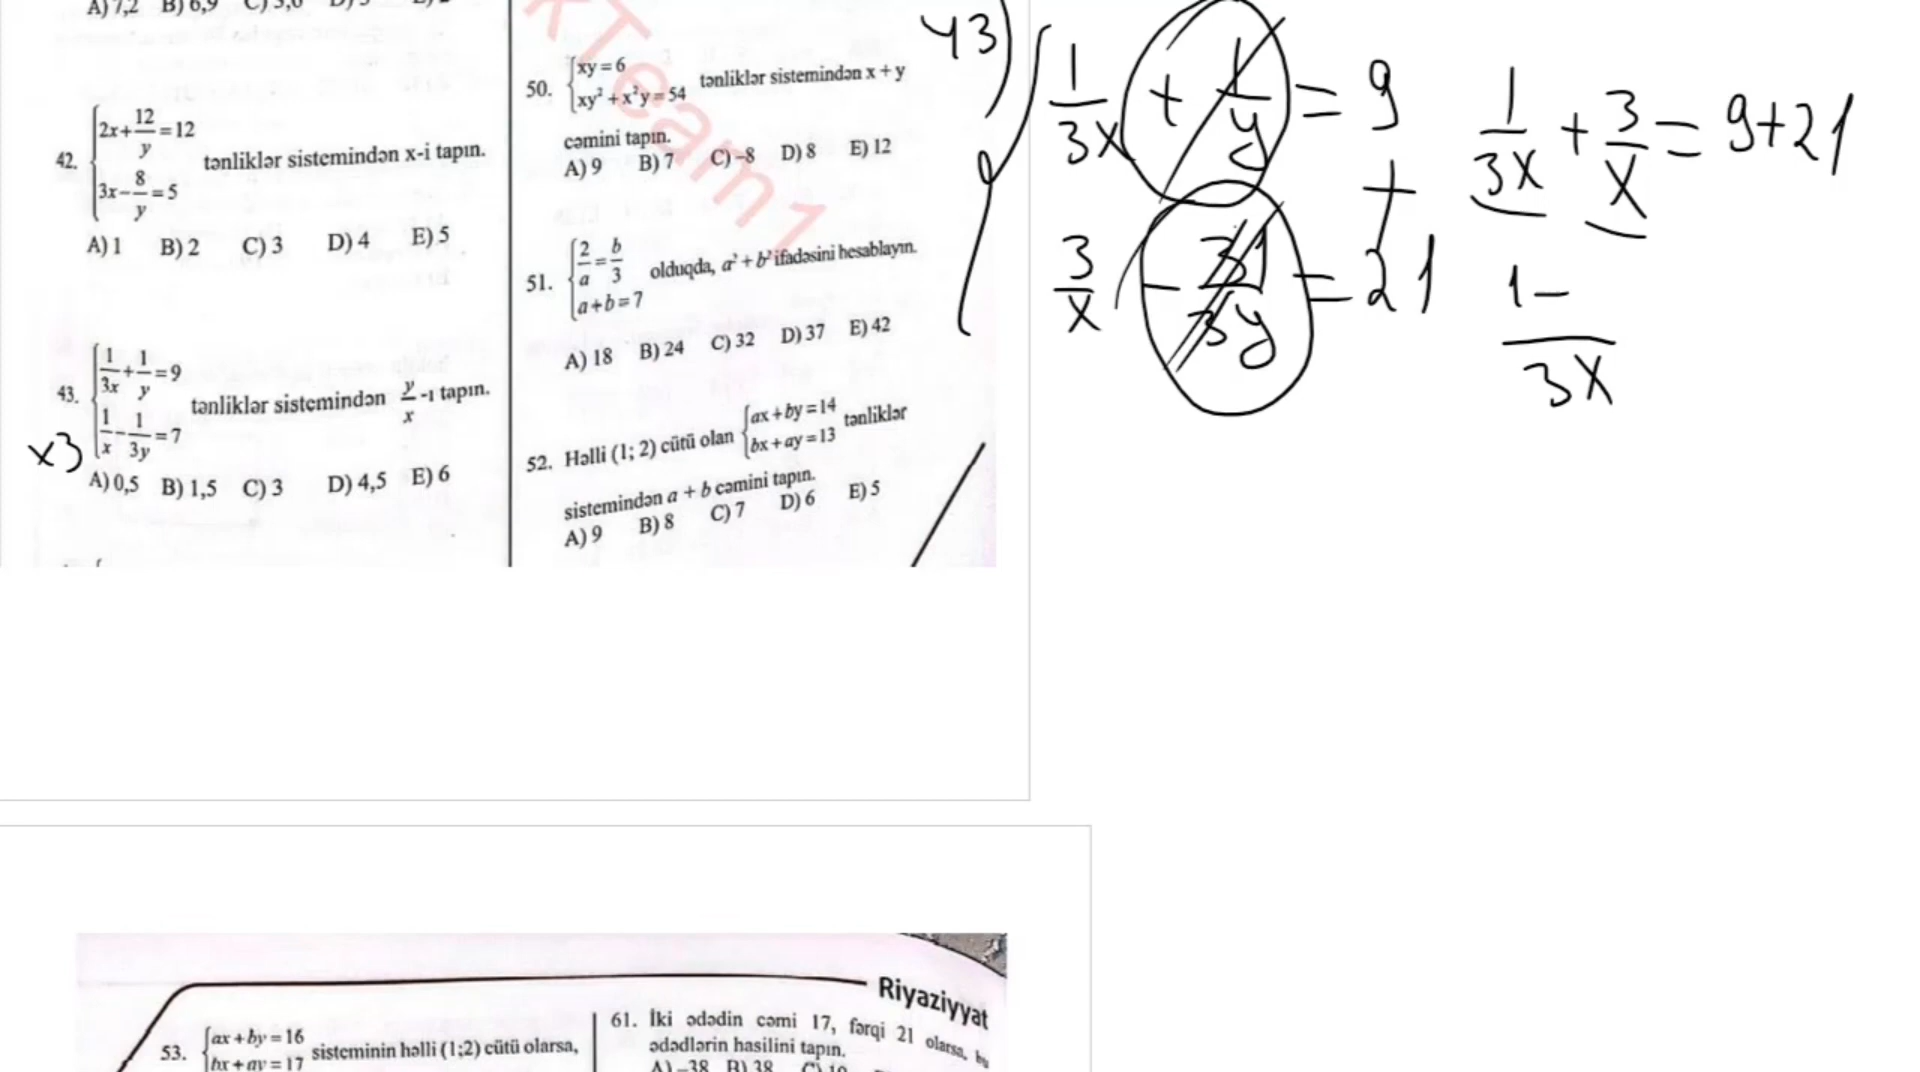 A) 7,2 B) 6,9
42. {2x+12/y=12
3x-8/y=5 tənliklər sistemindən x-i tapın.
A) 1 B) 2 C) 3 D) 4 E) 5
43. {1/3x+1/y=9
1/x-1/3y=7 tənliklər sistemindən y/x -ı tapın.
x3
A) 0,5 B) 1,5 C) 3 D) 4,5 E) 6
kTeam1
50. {xy=6
xy²+x²y=54 tənliklər sistemindən x + y
cəmini tapın.
A) 9 B) 7 C) –8 D) 8 E) 12
51. {2/a=b/3
a+b=7 olduqda, a²+b² ifadəsini hesablayın.
A) 18 B) 24 C) 32 D) 37 E) 42
52. Həlli (1; 2) cütü olan {ax+by=14
bx+ay=13 tənliklər
sistemindən a + b cəmini tapın.
A) 9 B) 8 C) 7 D) 6 E) 5
43)
1/3x + 1/y = 9
+
3/x - 31/3y = 21
1/3x + 3/x = 9+21
1-
3x
Riyaziyyat
53. {ax+by=16
bx+ay=17 sisteminin həlli (1;2) cütü olarsa,
61. İki ədədin cəmi 17, fərqi 21 olarsa, bu
ədədlərin hasilini tapın.
A) –38 B) 38